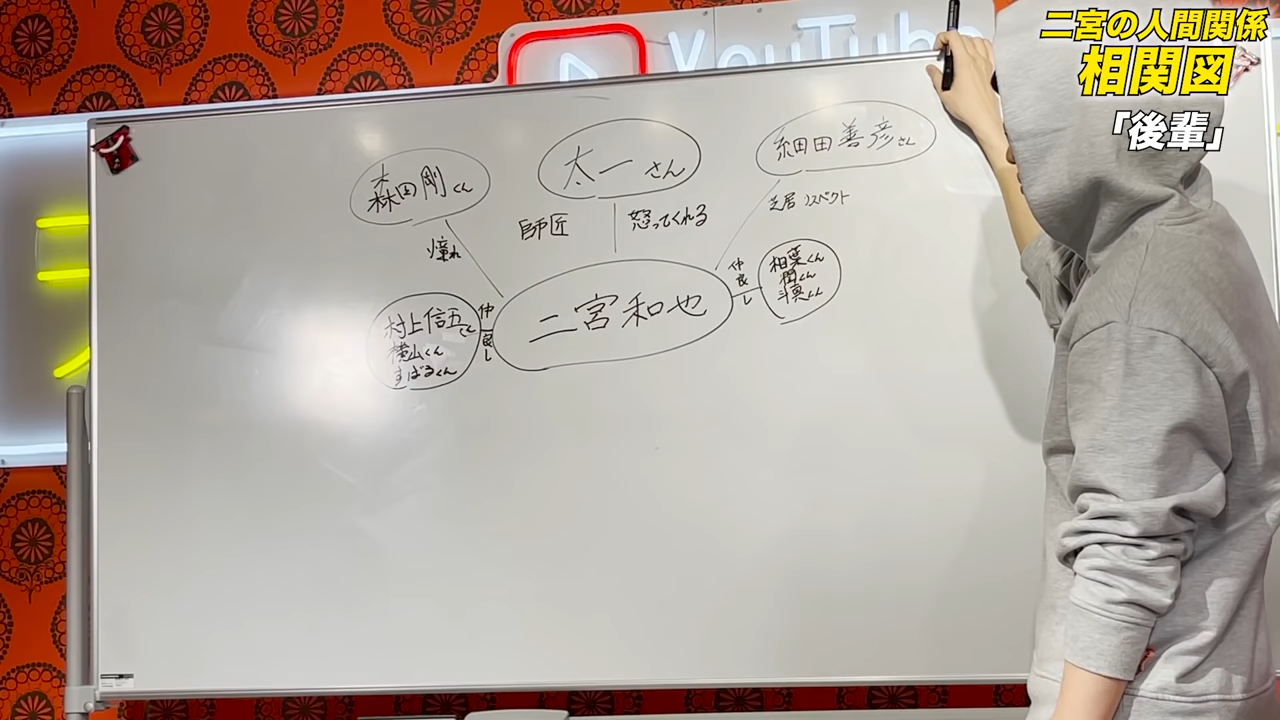 YouTube
二宮の人間関係
相関図
「後輩」
森田剛くん
太一さん
細田善彦さん
憧れ
師匠
怒ってくれる
芝居 リスペクト
村上信五くん
横山くん
すばるくん
仲良し
二宮和也
仲良し
相葉くん
潤くん
斗真くん